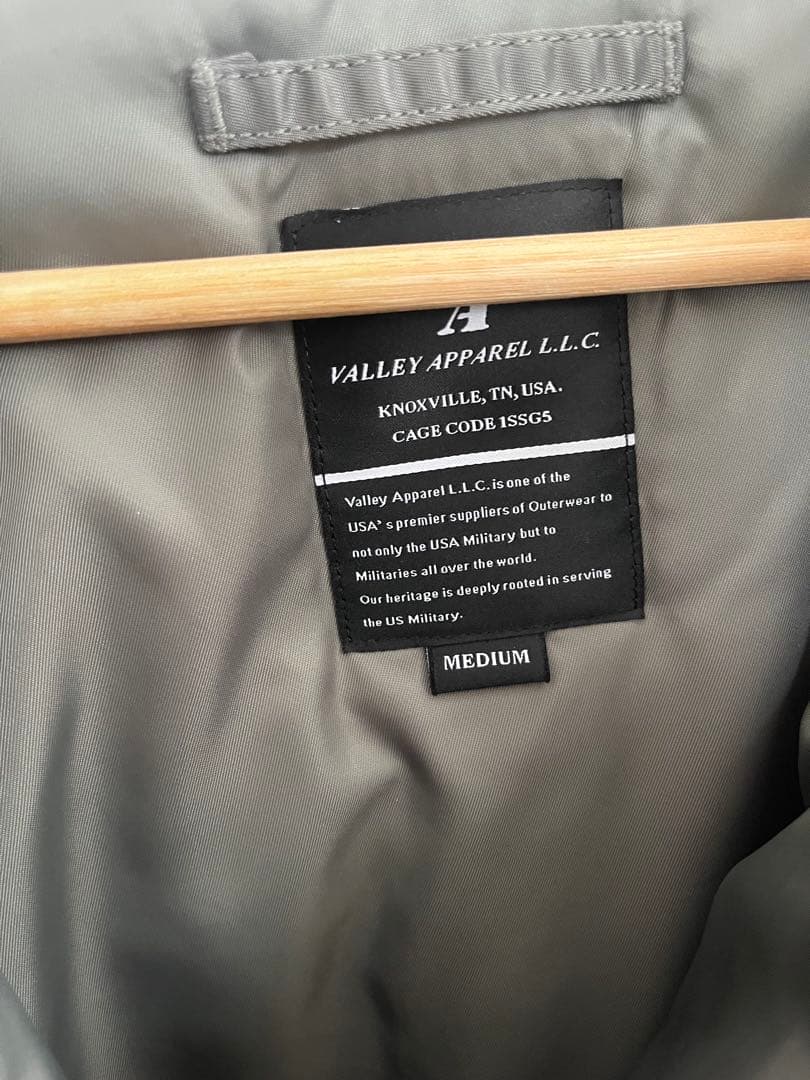 A
VALLEY APPAREL L.L.C.
KNOXVILLE, TN, USA.
CAGE CODE 1SSG5
Valley Apparel L.L.C. is one of the
USA's premier suppliers of Outerwear to
not only the USA Military but to
Militaries all over the world.
Our heritage is deeply rooted in serving
the US Military.
MEDIUM